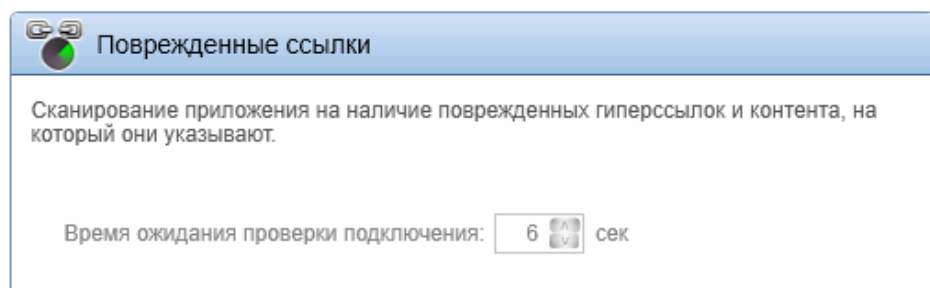 Поврежденные ссылки
Сканирование приложения на наличие поврежденных гиперссылок и контента, на
который они указывают.
Время ожидания проверки подключения: 6 сек